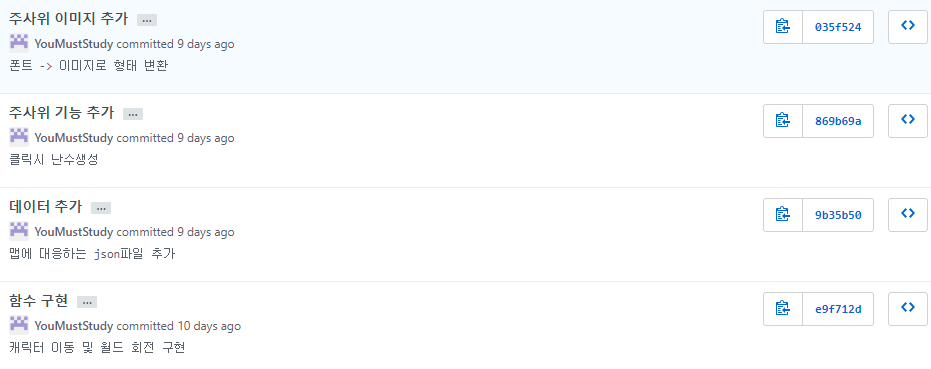 주사위 이미지 추가 ...
YouMustStudy committed 9 days ago
폰트 -> 이미지로 형태 변환
035f524
주사위 기능 추가 ...
YouMustStudy committed 9 days ago
클릭시 난수생성
869b69a
데이터 추가 ...
YouMustStudy committed 9 days ago
맵에 대응하는 json파일 추가
9b35b50
함수 구현 ...
YouMustStudy committed 10 days ago
캐릭터 이동 및 월드 회전 구현
e9f712d